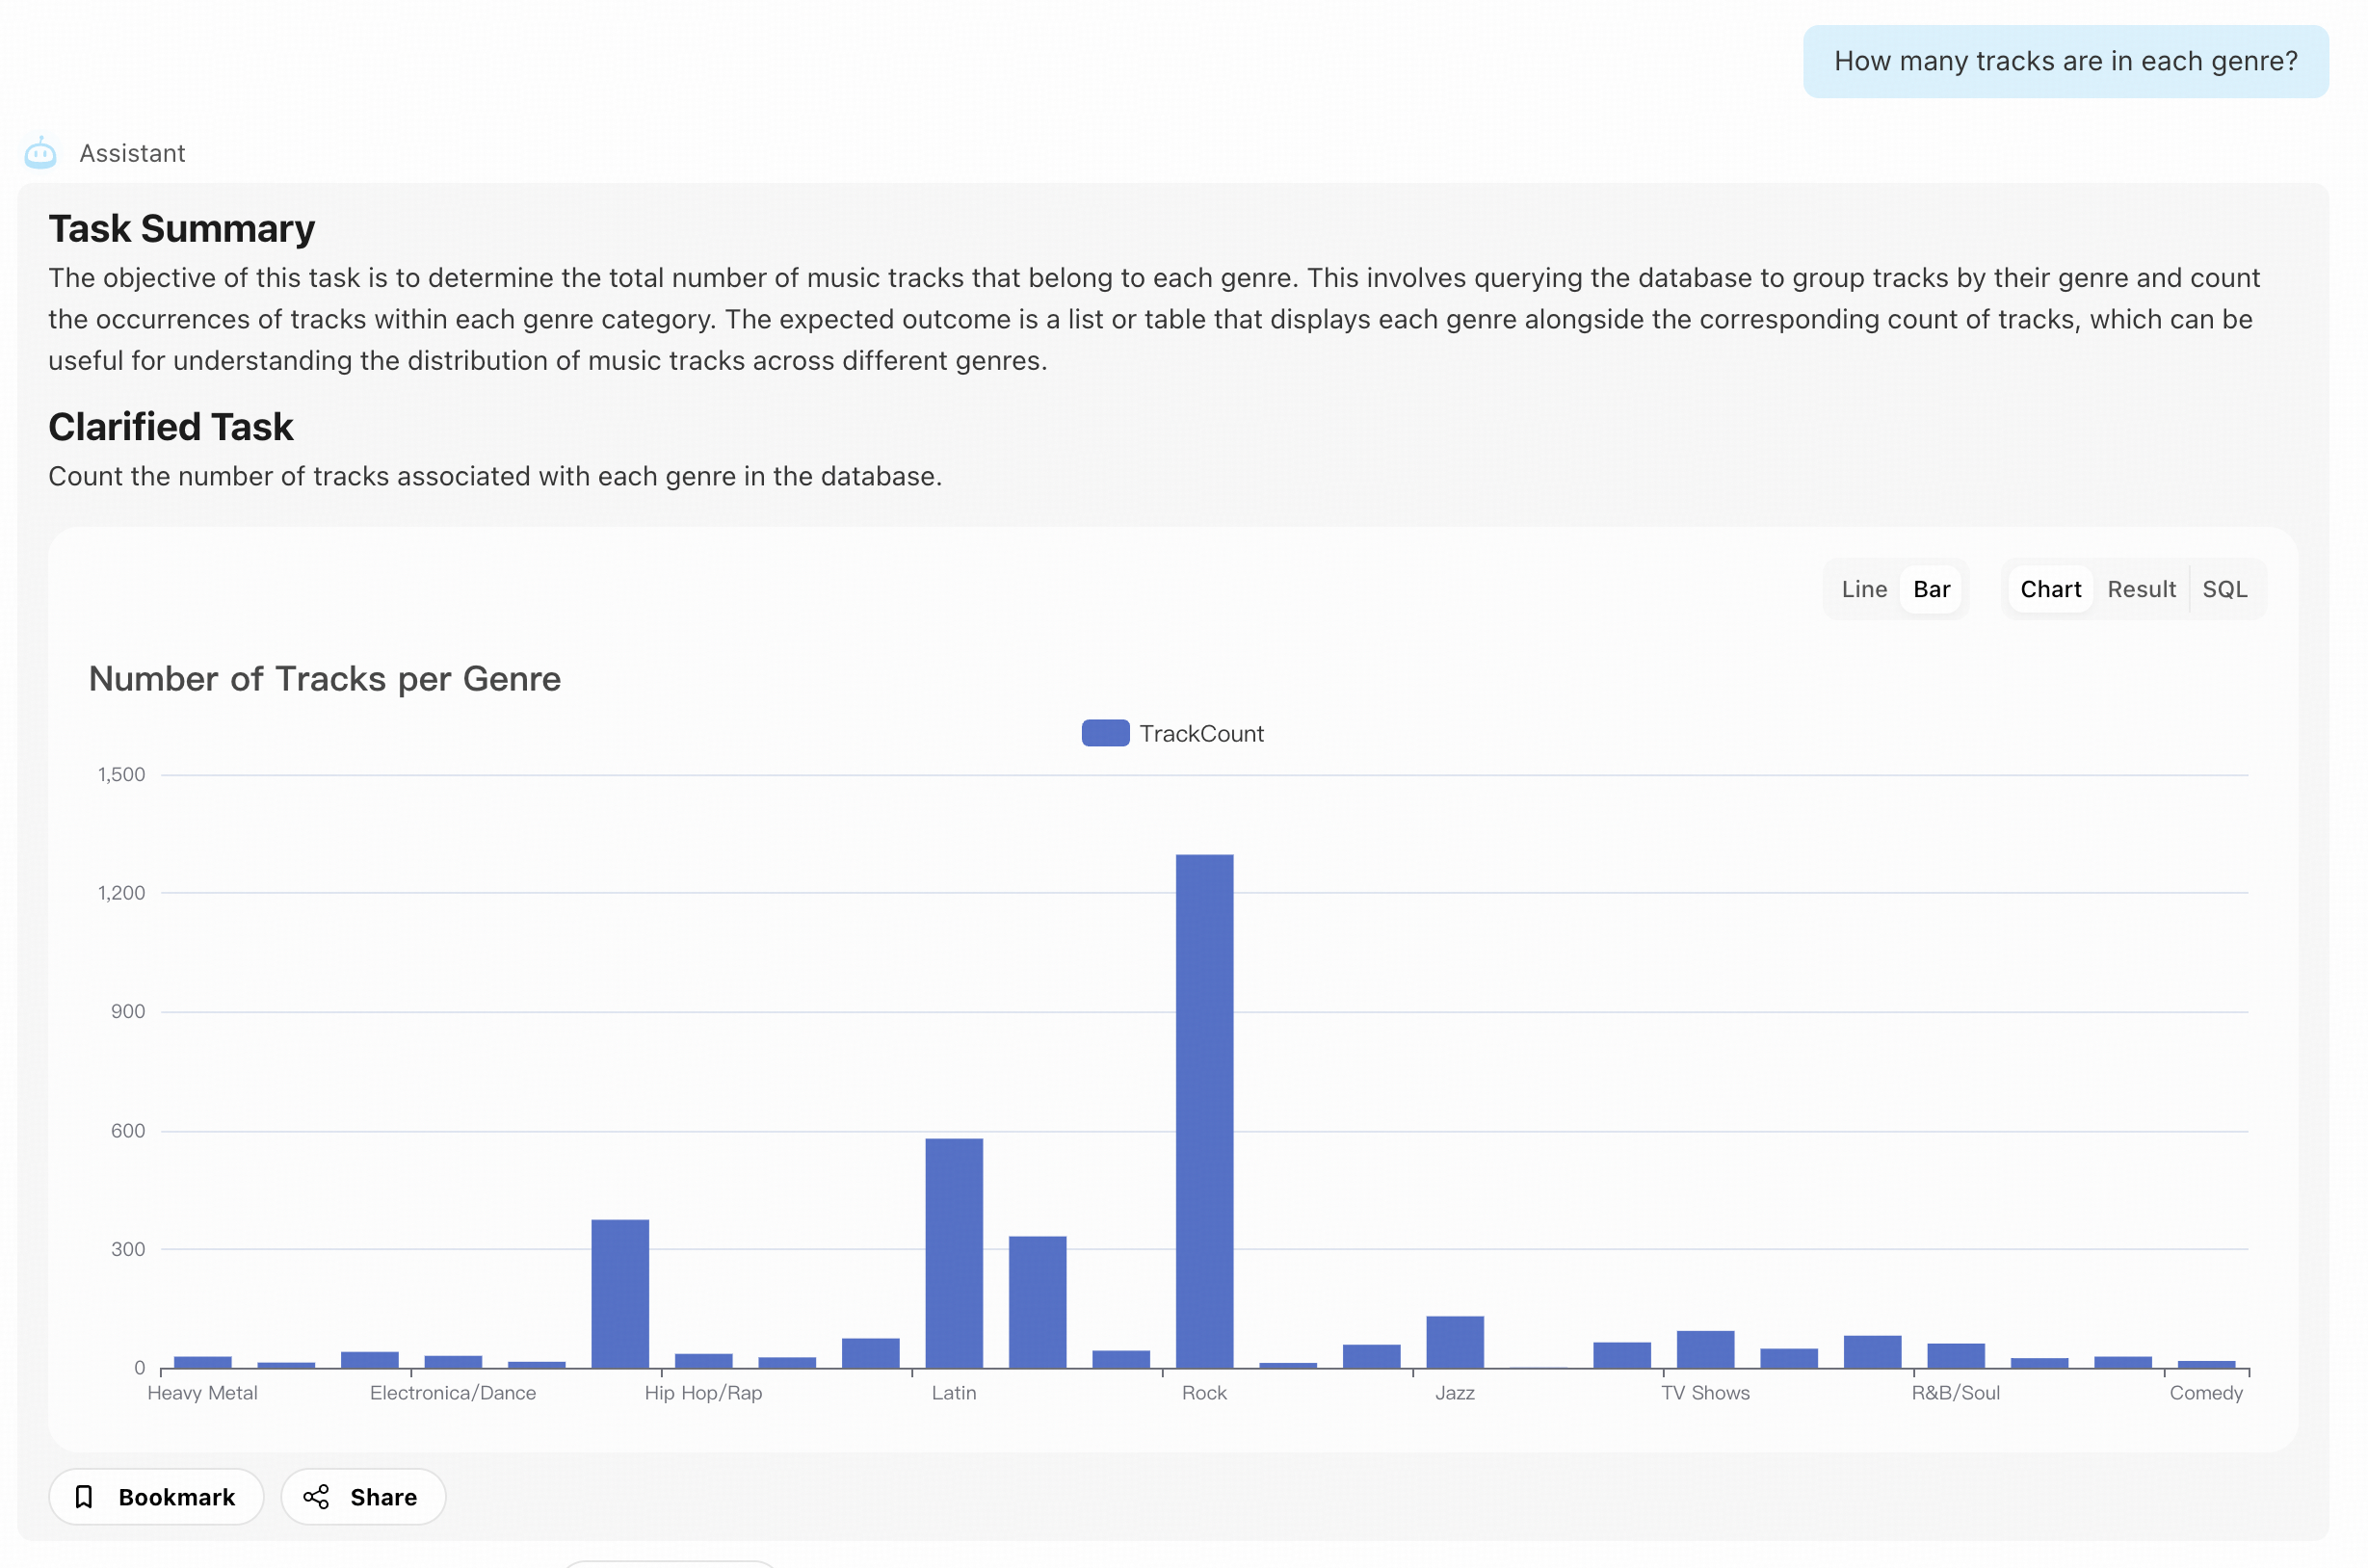 How many tracks are in each genre?
Assistant
Task Summary
The objective of this task is to determine the total number of music tracks that belong to each genre. This involves querying the database to group tracks by their genre and count
the occurrences of tracks within each genre category. The expected outcome is a list or table that displays each genre alongside the corresponding count of tracks, which can be
useful for understanding the distribution of music tracks across different genres.
Clarified Task
Count the number of tracks associated with each genre in the database.
Line Bar Chart Result SQL
Number of Tracks per Genre
TrackCount
1,500
1,200
900
600
300
0
Heavy Metal Electronica/Dance Hip Hop/Rap Latin Rock Jazz TV Shows R&B/Soul Comedy
Bookmark Share